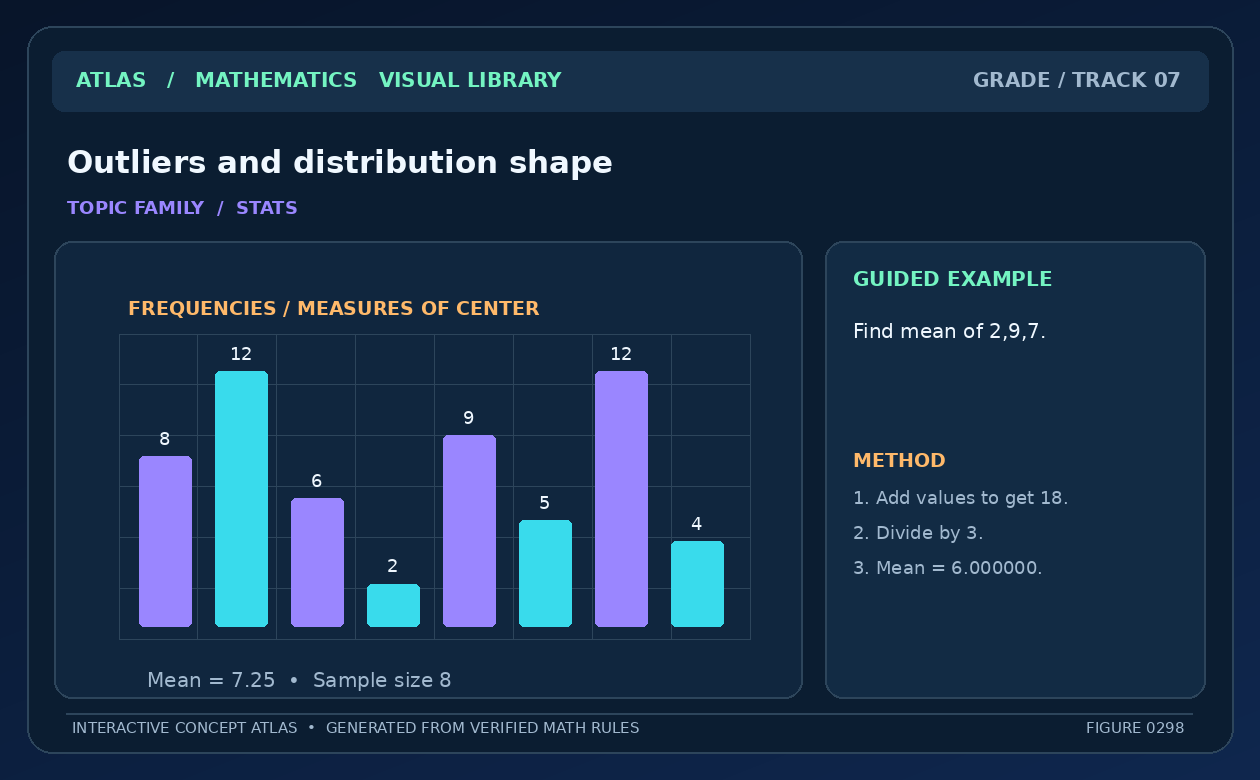 ATLAS / MATHEMATICS VISUAL LIBRARY
GRADE / TRACK 07
Outliers and distribution shape
TOPIC FAMILY / STATS
FREQUENCIES / MEASURES OF CENTER
8
12
6
2
9
5
12
4
Mean = 7.25 • Sample size 8
GUIDED EXAMPLE
Find mean of 2,9,7.
METHOD
1. Add values to get 18.
2. Divide by 3.
3. Mean = 6.000000.
INTERACTIVE CONCEPT ATLAS • GENERATED FROM VERIFIED MATH RULES
FIGURE 0298